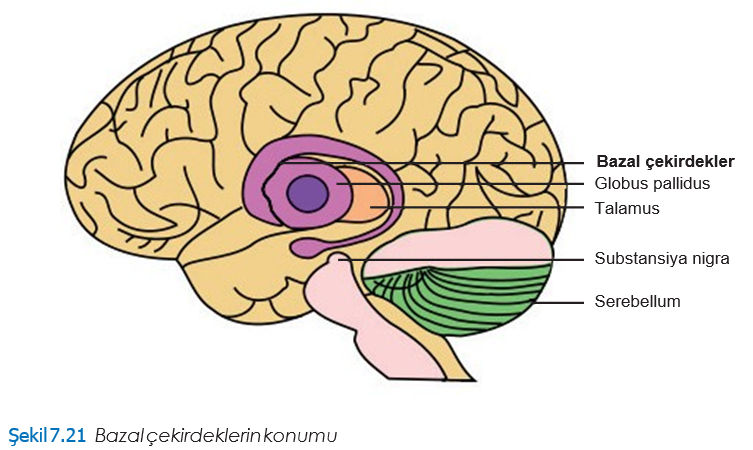 Bazal çekirdekler
Globus pallidus
Talamus
Substansiya nigra
Serebellum
Şekil 7.21 Bazal çekirdeklerin konumu